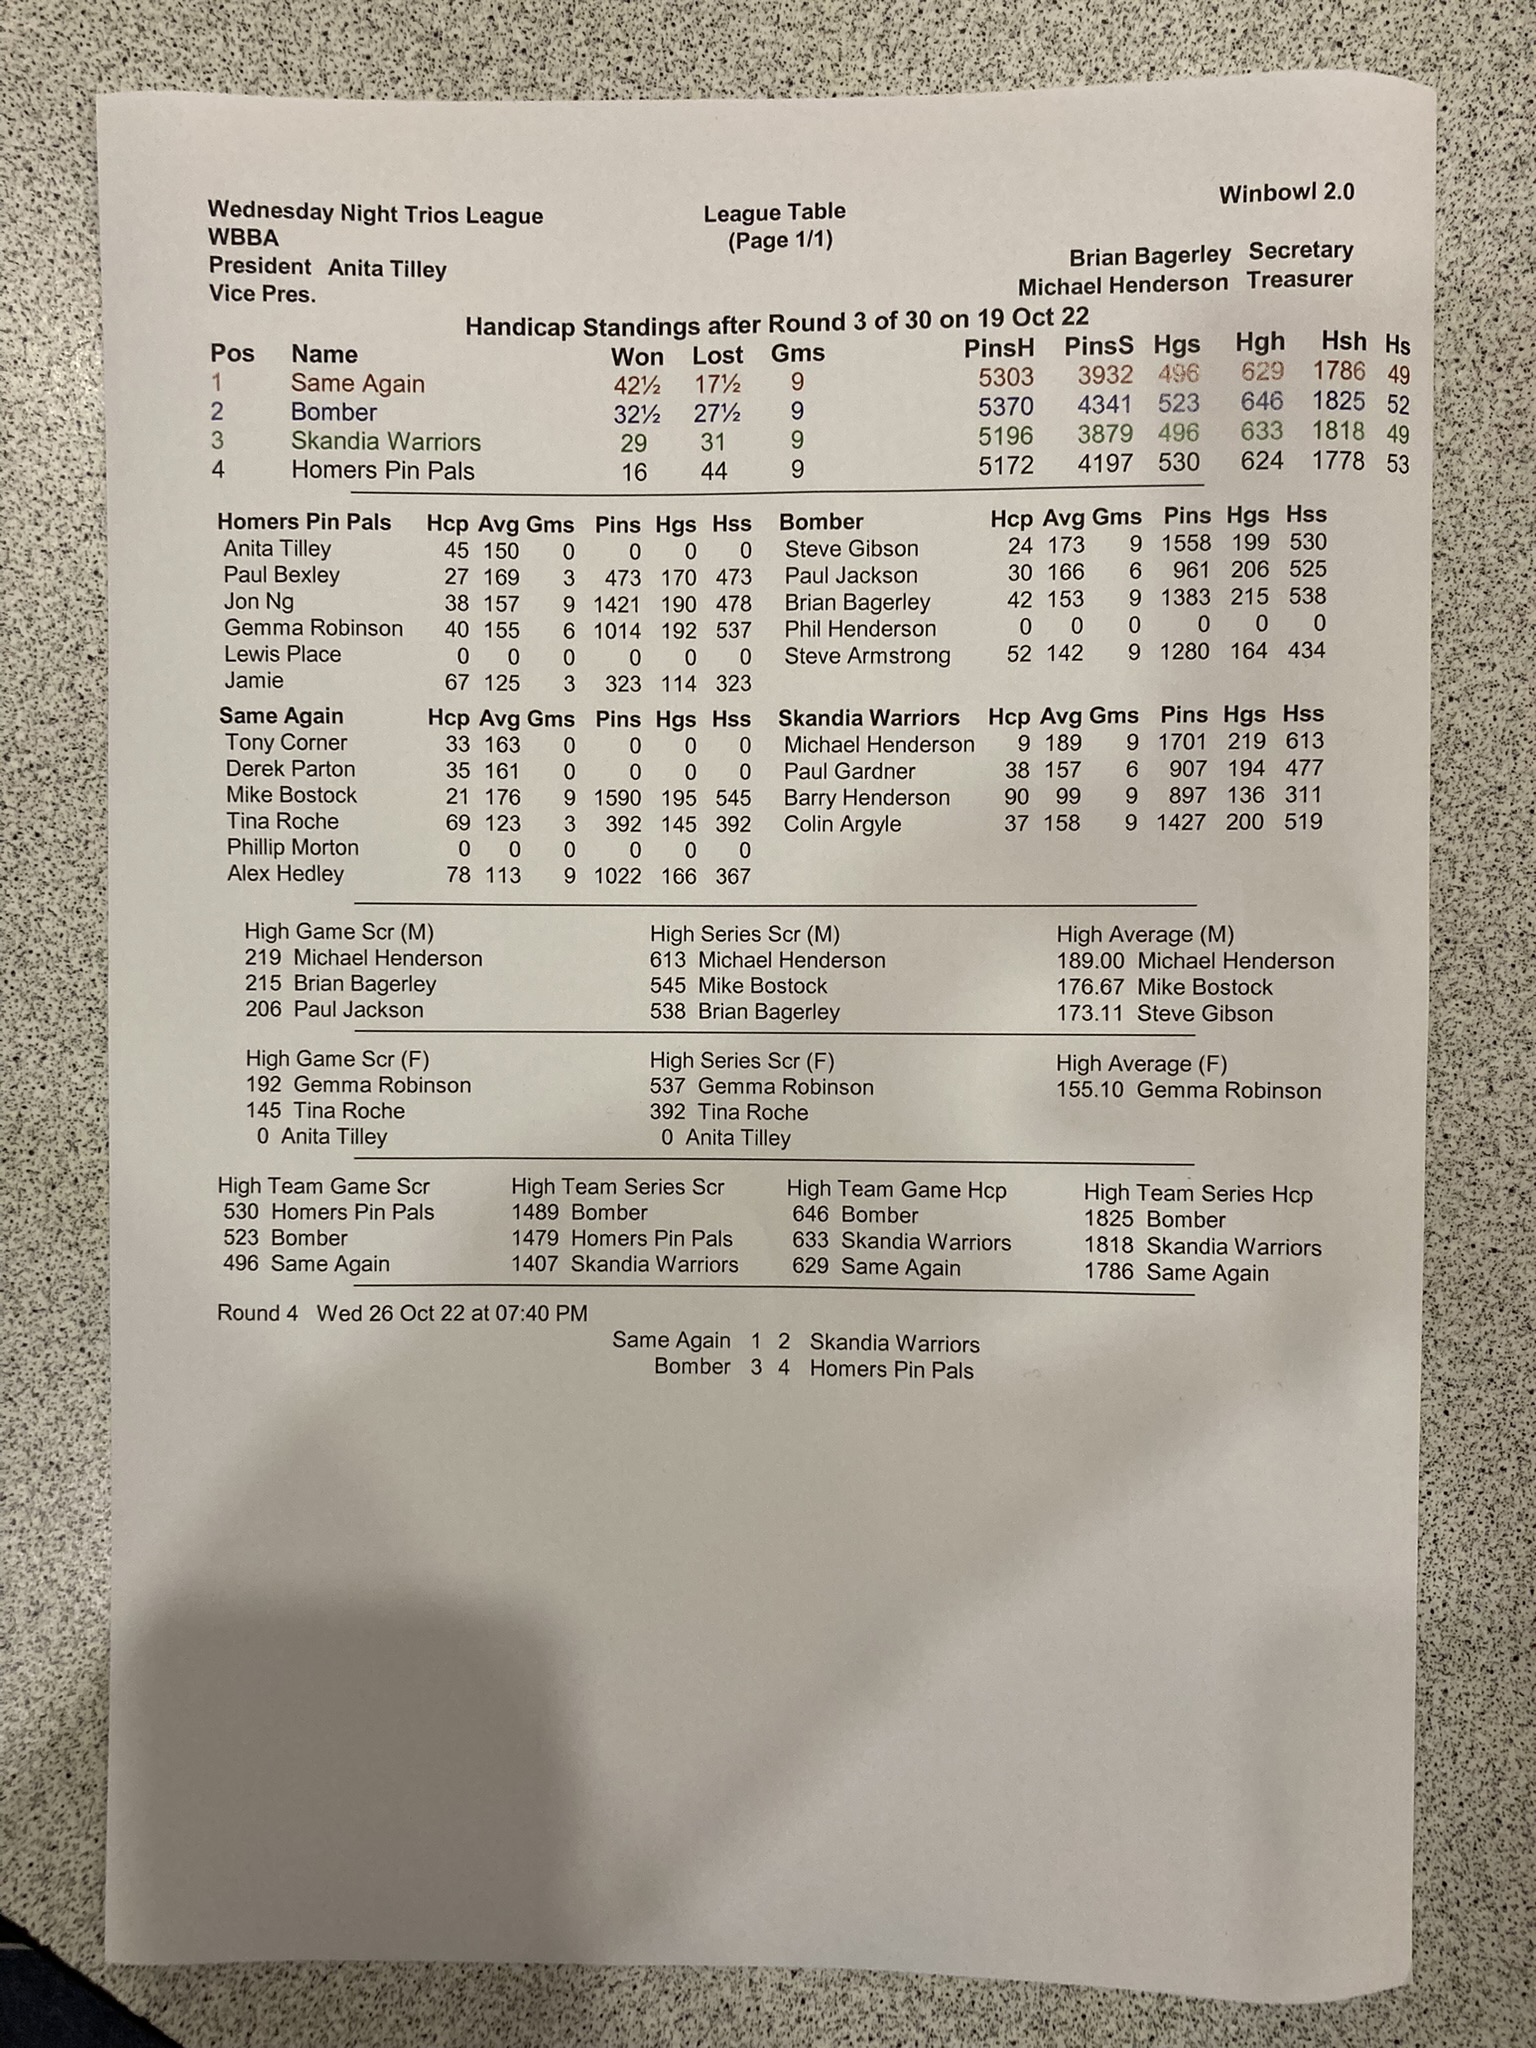 Winbowl 2.0
Wednesday Night Trios League League Table
WBBA (Page 1/1)
President Anita Tilley Brian Bagerley Secretary
Vice Pres. Michael Henderson Treasurer
Handicap Standings after Round 3 of 30 on 19 Oct 22
Pos Name Won Lost Gms PinsH PinsS Hgs Hgh Hsh Hs
1 Same Again 42½ 17½ 9 5303 3932 496 629 1786 49
2 Bomber 32½ 27½ 9 5370 4341 523 646 1825 52
3 Skandia Warriors 29 31 9 5196 3879 496 633 1818 49
4 Homers Pin Pals 16 44 9 5172 4197 530 624 1778 53
Homers Pin Pals Hcp Avg Gms Pins Hgs Hss Bomber Hcp Avg Gms Pins Hgs Hss
Anita Tilley 45 150 0 0 0 0 Steve Gibson 24 173 9 1558 199 530
Paul Bexley 27 169 3 473 170 473 Paul Jackson 30 166 6 961 206 525
Jon Ng 38 157 9 1421 190 478 Brian Bagerley 42 153 9 1383 215 538
Gemma Robinson 40 155 6 1014 192 537 Phil Henderson 0 0 0 0 0 0
Lewis Place 0 0 0 0 0 0 Steve Armstrong 52 142 9 1280 164 434
Jamie 67 125 3 323 114 323
Same Again Hcp Avg Gms Pins Hgs Hss Skandia Warriors Hcp Avg Gms Pins Hgs Hss
Tony Corner 33 163 0 0 0 0 Michael Henderson 9 189 9 1701 219 613
Derek Parton 35 161 0 0 0 0 Paul Gardner 38 157 6 907 194 477
Mike Bostock 21 176 9 1590 195 545 Barry Henderson 90 99 9 897 136 311
Tina Roche 69 123 3 392 145 392 Colin Argyle 37 158 9 1427 200 519
Phillip Morton 0 0 0 0 0 0
Alex Hedley 78 113 9 1022 166 367
High Game Scr (M) High Series Scr (M) High Average (M)
219 Michael Henderson 613 Michael Henderson 189.00 Michael Henderson
215 Brian Bagerley 545 Mike Bostock 176.67 Mike Bostock
206 Paul Jackson 538 Brian Bagerley 173.11 Steve Gibson
High Game Scr (F) High Series Scr (F) High Average (F)
192 Gemma Robinson 537 Gemma Robinson 155.10 Gemma Robinson
145 Tina Roche 392 Tina Roche
0 Anita Tilley 0 Anita Tilley
High Team Game Scr High Team Series Scr High Team Game Hcp High Team Series Hcp
530 Homers Pin Pals 1489 Bomber 646 Bomber 1825 Bomber
523 Bomber 1479 Homers Pin Pals 633 Skandia Warriors 1818 Skandia Warriors
496 Same Again 1407 Skandia Warriors 629 Same Again 1786 Same Again
Round 4 Wed 26 Oct 22 at 07:40 PM
Same Again 1 2 Skandia Warriors
Bomber 3 4 Homers Pin Pals